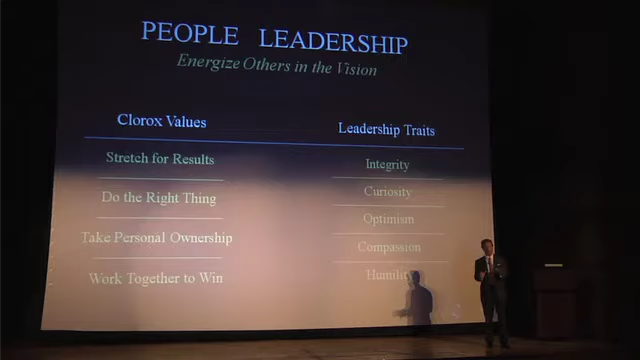 PEOPLE LEADERSHIP
Energize Others in the Vision
Clorox Values
Stretch for Results
Do the Right Thing
Take Personal Ownership
Work Together to Win
Leadership Traits
Integrity
Curiosity
Optimism
Compassion
Humility